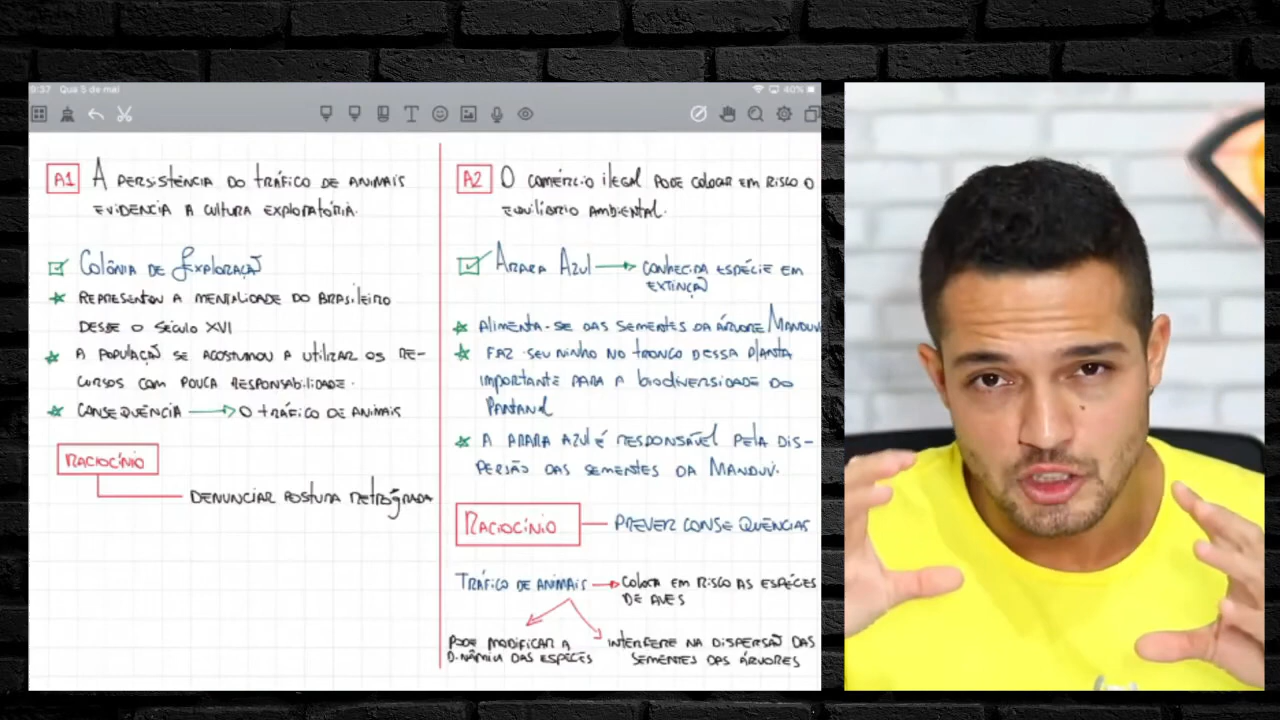 9:37 Qua 5 de mai
40%
A1 A PERSISTÊNCIA DO TRÁFICO DE ANIMAIS
EVIDENCIA A CULTURA EXPLORATÓRIA.
COLÔNIA DE EXPLORAÇÃO
REPRESENTOU A MENTALIDADE DO BRASILEIRO
DESDE O SÉCULO XVI
A POPULAÇÃO SE ACOSTUMOU A UTILIZAR OS RE-
CURSOS COM POUCA RESPONSABILIDADE.
CONSEQUÊNCIA → O TRÁFICO DE ANIMAIS
RACIOCÍNIO
DENUNCIAR POSTURA RETRÓGRADA
A2 O COMÉRCIO ILEGAL PODE COLOCAR EM RISCO O
EQUILÍBRIO AMBIENTAL.
ARARA AZUL → CONHECIDA ESPÉCIE EM
EXTINÇÃO
ALIMENTA-SE DAS SEMENTES DA ÁRVORE MANDUVI
FAZ SEU NINHO NO TRONCO DESSA PLANTA
IMPORTANTE PARA A BIODIVERSIDADE DO
PANTANAL
A ARARA AZUL É RESPONSÁVEL PELA DIS-
PERSÃO DAS SEMENTES DA MANDUVI.
RACIOCÍNIO — PREVER CONSEQUÊNCIAS
TRÁFICO DE ANIMAIS → COLOCA EM RISCO AS ESPÉCIES
DE AVES
PODE MODIFICAR A
DINÂMICA DAS ESPÉCIES
INTERFERE NA DISPERSÃO DAS
SEMENTES DAS ÁRVORES